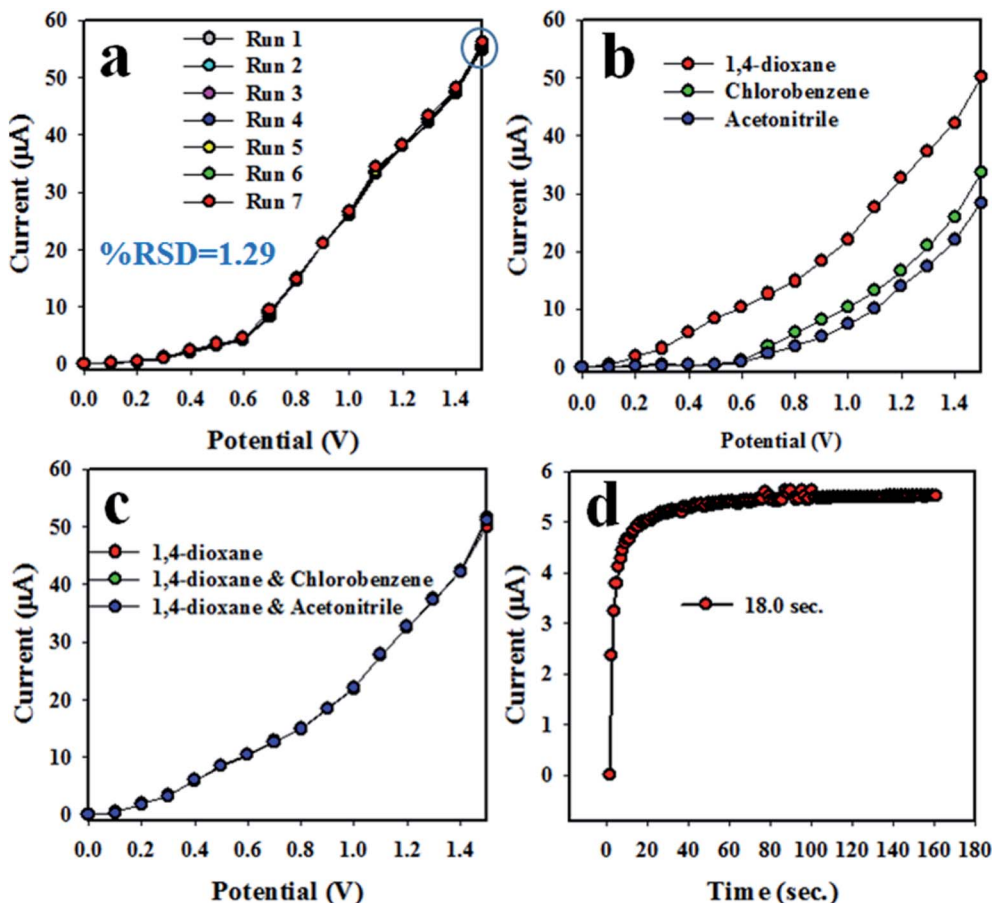 a
Run 1
Run 2
Run 3
Run 4
Run 5
Run 6
Run 7
%RSD=1.29
60
50
40
30
20
10
0
Current (µA)
0.0 0.2 0.4 0.6 0.8 1.0 1.2 1.4
Potential (V)
b
1,4-dioxane
Chlorobenzene
Acetonitrile
60
50
40
30
20
10
0
Current (µA)
0.0 0.2 0.4 0.6 0.8 1.0 1.2 1.4
Potential (V)
c
1,4-dioxane
1,4-dioxane & Chlorobenzene
1,4-dioxane & Acetonitrile
60
50
40
30
20
10
0
Current (µA)
0.0 0.2 0.4 0.6 0.8 1.0 1.2 1.4
Potential (V)
d
18.0 sec.
6
5
4
3
2
1
0
Current (µA)
0 20 40 60 80 100 120 140 160 180
Time (sec.)